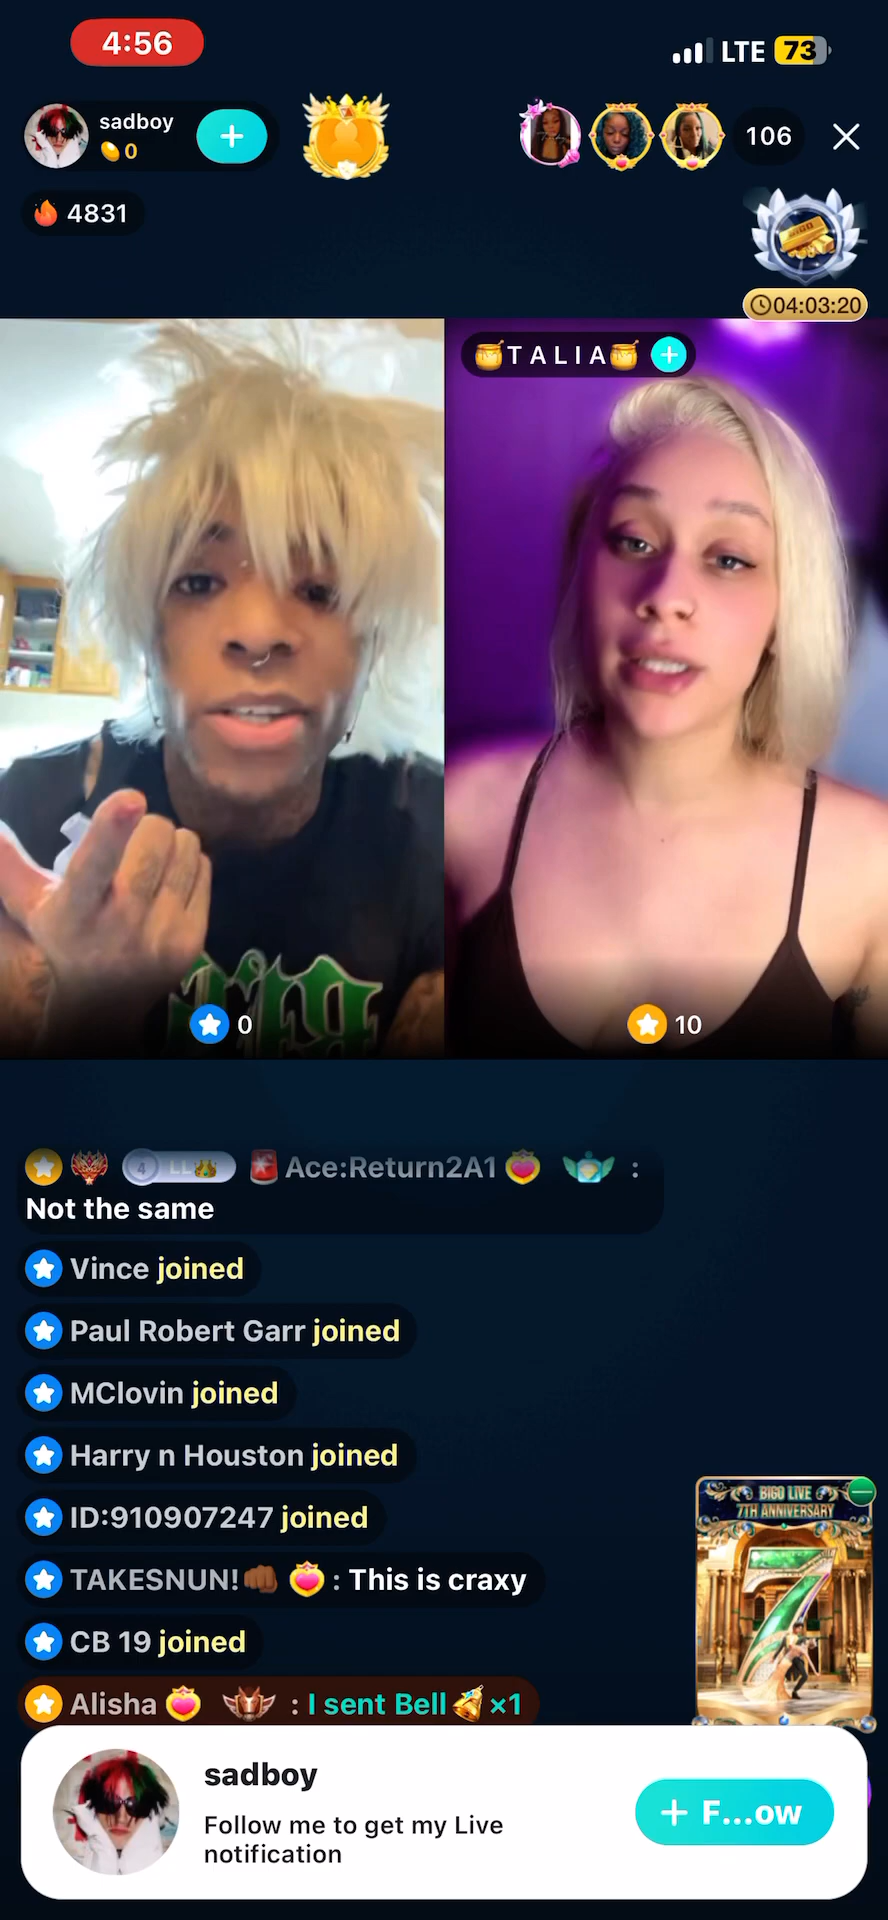 4:56
LTE 73
sadboy
0
106
4831
04:03:20
TALIA
0
10
4
Ace:Return2A1 :
Not the same
Vince joined
Paul Robert Garr joined
MClovin joined
Harry n Houston joined
ID:910907247 joined
BIGO LIVE
7TH ANNIVERSARY
7
TAKESNUN! : This is craxy
CB 19 joined
Alisha : I sent Bell x1
sadboy
Follow me to get my Live
notification
+ F...ow